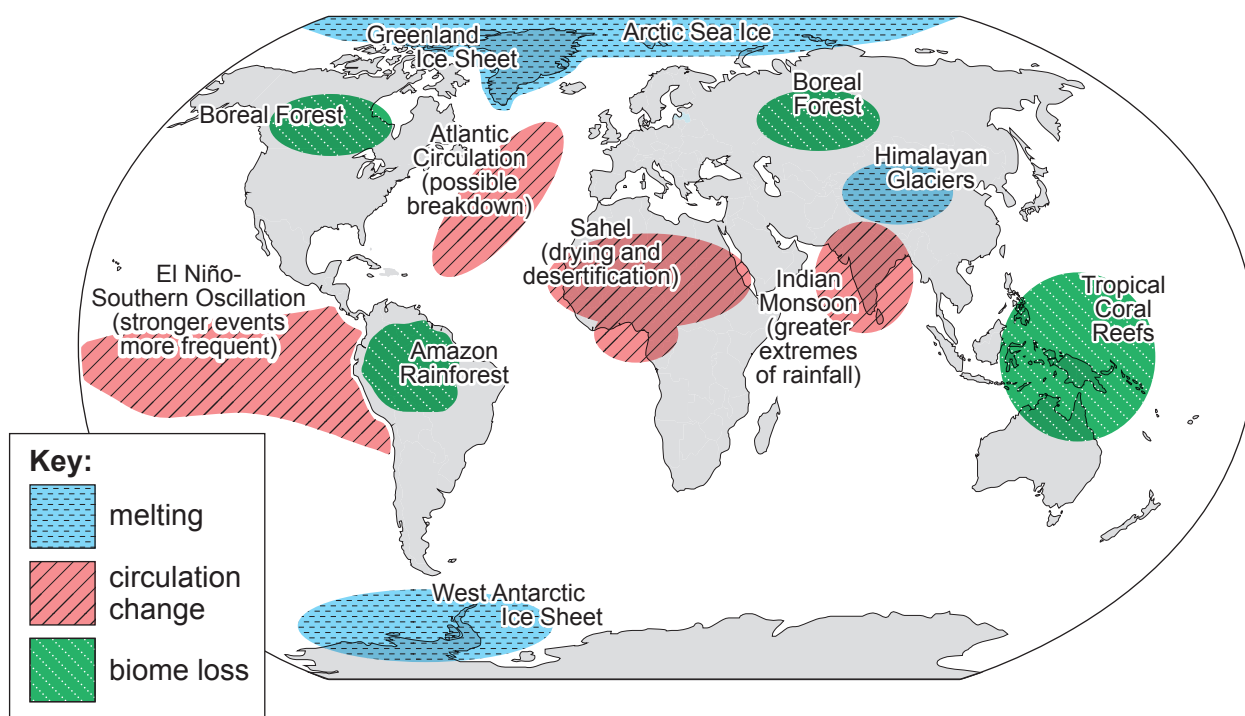 Greenland
Ice Sheet
Arctic Sea Ice
Boreal Forest
Boreal
Forest
Atlantic
Circulation
(possible
breakdown)
Himalayan
Glaciers
Sahel
(drying and
desertification)
El Niño-
Southern Oscillation
(stronger events
more frequent)
Indian
Monsoon
(greater
extremes
of rainfall)
Tropical
Coral
Reefs
Amazon
Rainforest
Key:
melting
circulation
change
biome loss
West Antarctic
Ice Sheet